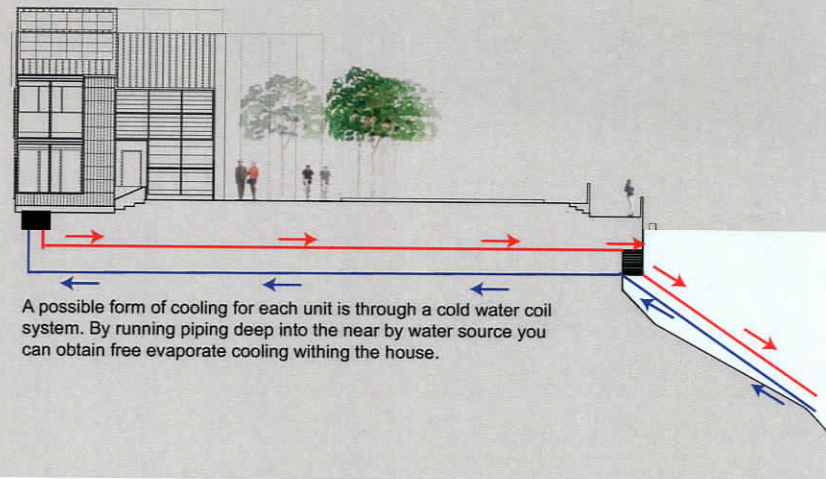 A possible form of cooling for each unit is through a cold water coil
system. By running piping deep into the near by water source you
can obtain free evaporate cooling withing the house.